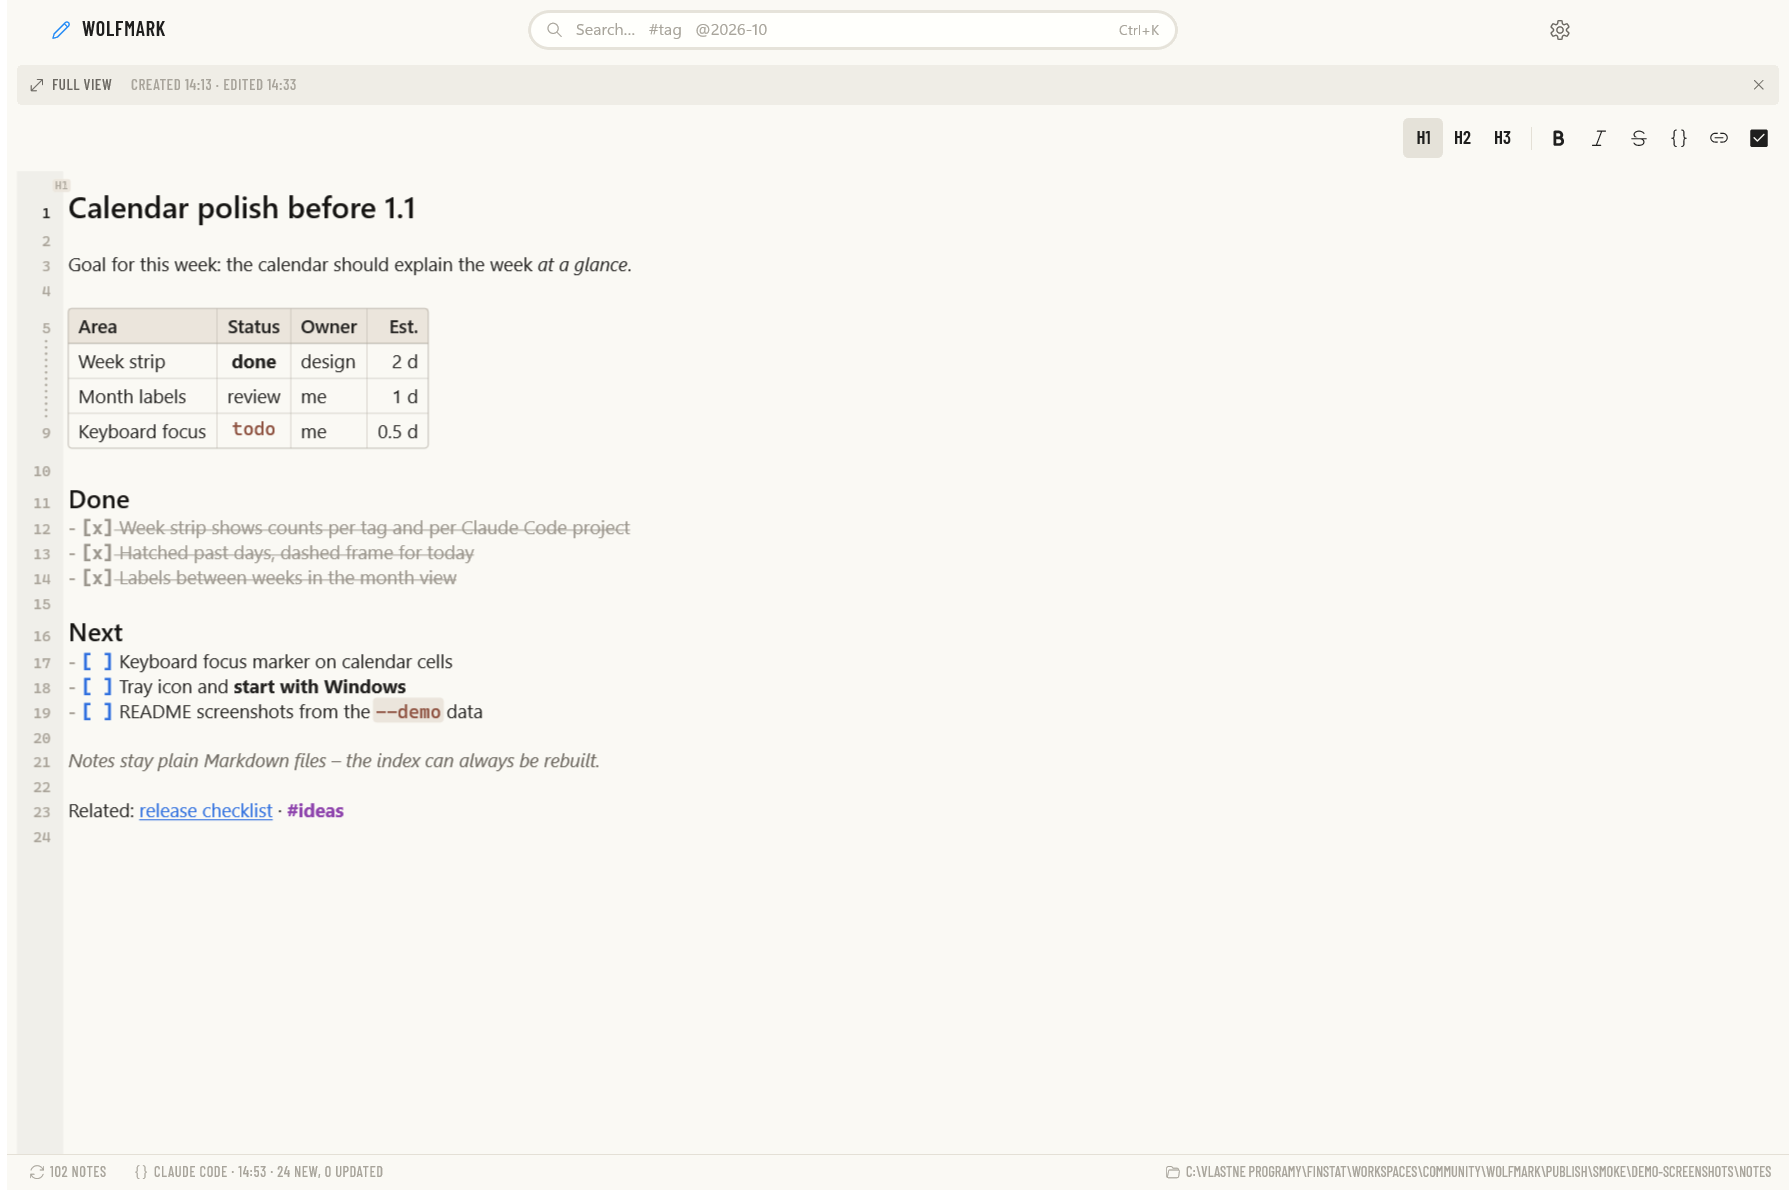 WOLFMARK
Search... #tag @2026-10 Ctrl+K
FULL VIEW CREATED 14:13 · EDITED 14:33
H1 H2 H3 B I S {}
H1
1 Calendar polish before 1.1
2
3 Goal for this week: the calendar should explain the week at a glance.
4
5 Area Status Owner Est.
Week strip done design 2 d
Month labels review me 1 d
9 Keyboard focus todo me 0.5 d
10
11 Done
12 - [x] Week strip shows counts per tag and per Claude Code project
13 - [x] Hatched past days, dashed frame for today
14 - [x] Labels between weeks in the month view
15
16 Next
17 - [ ] Keyboard focus marker on calendar cells
18 - [ ] Tray icon and start with Windows
19 - [ ] README screenshots from the --demo data
20
21 Notes stay plain Markdown files – the index can always be rebuilt.
22
23 Related: release checklist · #ideas
24
102 NOTES {} CLAUDE CODE · 14:53 · 24 NEW, 0 UPDATED C:\VLASTNE PROGRAMY\FINSTAT\WORKSPACES\COMMUNITY\WOLFMARK\PUBLISH\SMOKE\DEMO-SCREENSHOTS\NOTES